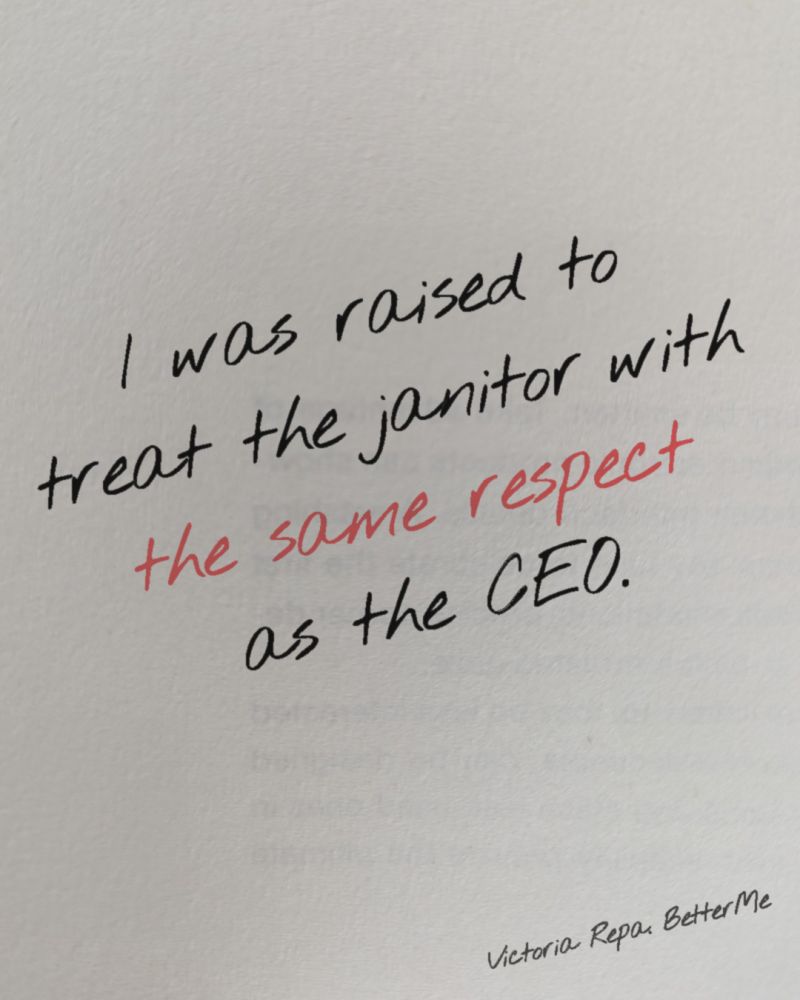 I was raised to
treat the janitor with
the same respect
as the CEO.
Victoria Repa. BetterMe